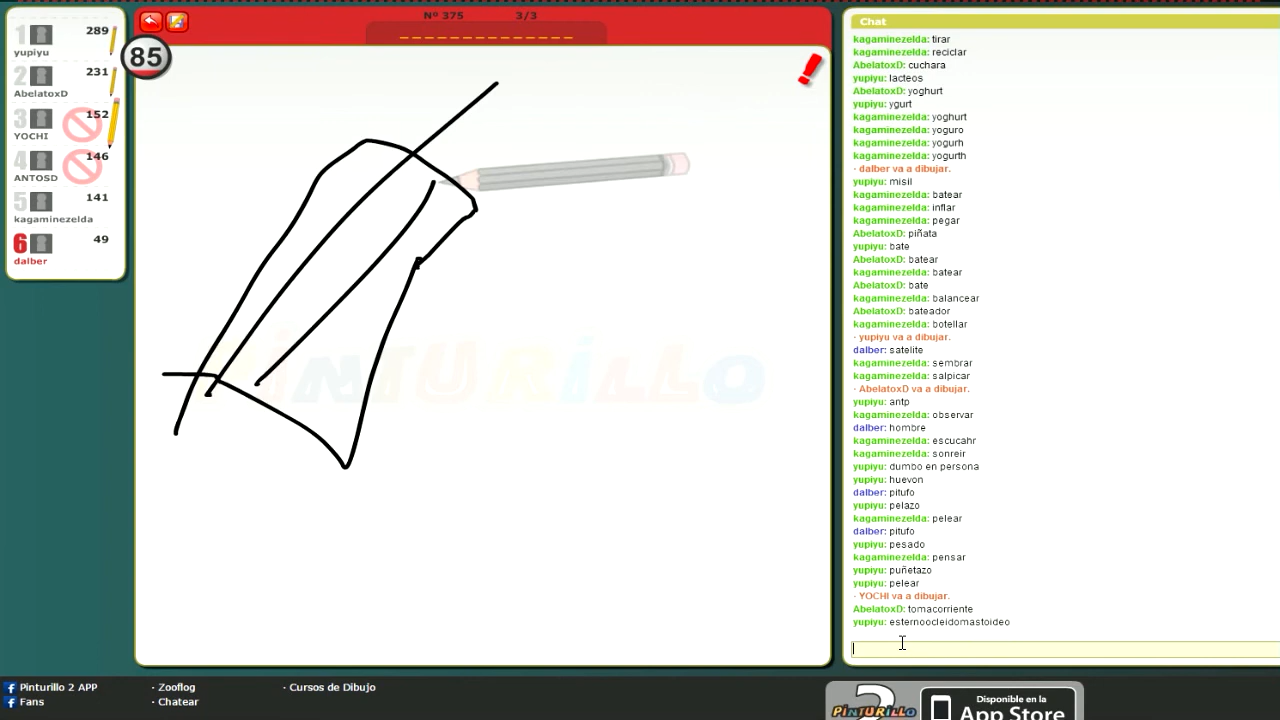 1
289
yupiyu
2
231
AbelatoxD
3
152
YOCHI
4
146
ANTOSD
5
141
kagaminezelda
6
49
dalber
85
Nº 375 3/3
_ _ _ _ _ _ _ _ _ _ _ _ _
PINTURILLO
Chat
kagaminezelda: tirar
kagaminezelda: reciclar
AbelatoxD: cuchara
yupiyu: lacteos
AbelatoxD: yoghurt
yupiyu: ygurt
kagaminezelda: yoghurt
kagaminezelda: yoguro
kagaminezelda: yogurh
kagaminezelda: yogurth
· dalber va a dibujar.
yupiyu: misil
kagaminezelda: batear
kagaminezelda: inflar
kagaminezelda: pegar
AbelatoxD: piñata
yupiyu: bate
AbelatoxD: batear
kagaminezelda: batear
AbelatoxD: bate
kagaminezelda: balancear
AbelatoxD: bateador
kagaminezelda: botellar
· yupiyu va a dibujar.
dalber: satelite
kagaminezelda: sembrar
kagaminezelda: salpicar
· AbelatoxD va a dibujar.
yupiyu: antp
kagaminezelda: observar
dalber: hombre
kagaminezelda: escucahr
kagaminezelda: sonreir
yupiyu: dumbo en persona
yupiyu: huevon
dalber: pitufo
yupiyu: pelazo
kagaminezelda: pelear
dalber: pitufo
yupiyu: pesado
kagaminezelda: pensar
yupiyu: puñetazo
yupiyu: pelear
· YOCHI va a dibujar.
AbelatoxD: tomacorriente
yupiyu: esternoocleidomastoideo
Pinturillo 2 APP
Fans
· Zooflog
· Chatear
· Cursos de Dibujo
2
PINTURILLO
Disponible en la
App Store